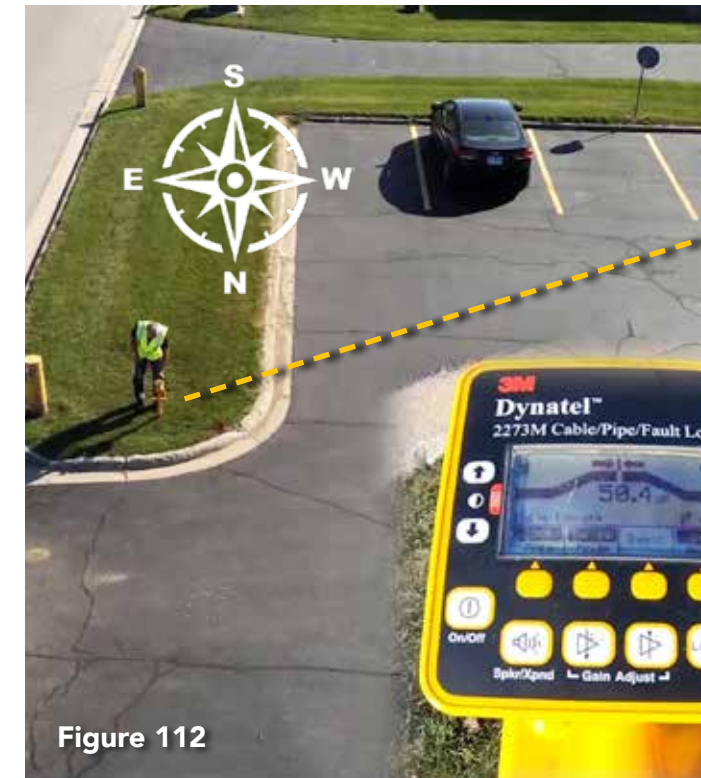 S
E
W
N
3M
Dynatel™
2273M Cable/Pipe/Fault Lo
50.4
On/Off
Spkr/Xpnd
Gain Adjust
Figure 112